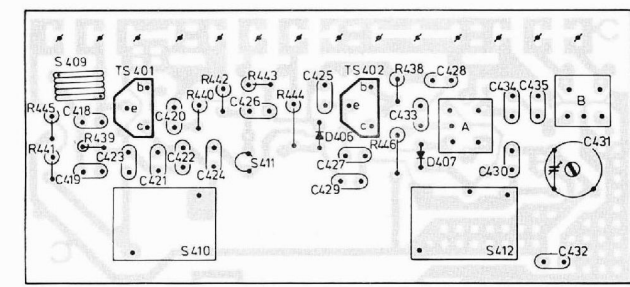 S409
TS401
R442
R443
C425
TS402
R438
C428
R445
C418
b
e
c
C420
R440
C426
R444
b
e
c
C433
C434
C435
B
A
R441
R439
C423
C422
C424
S411
D406
R446
D407
C431
C419
C421
C427
C429
C430
S410
S412
C432